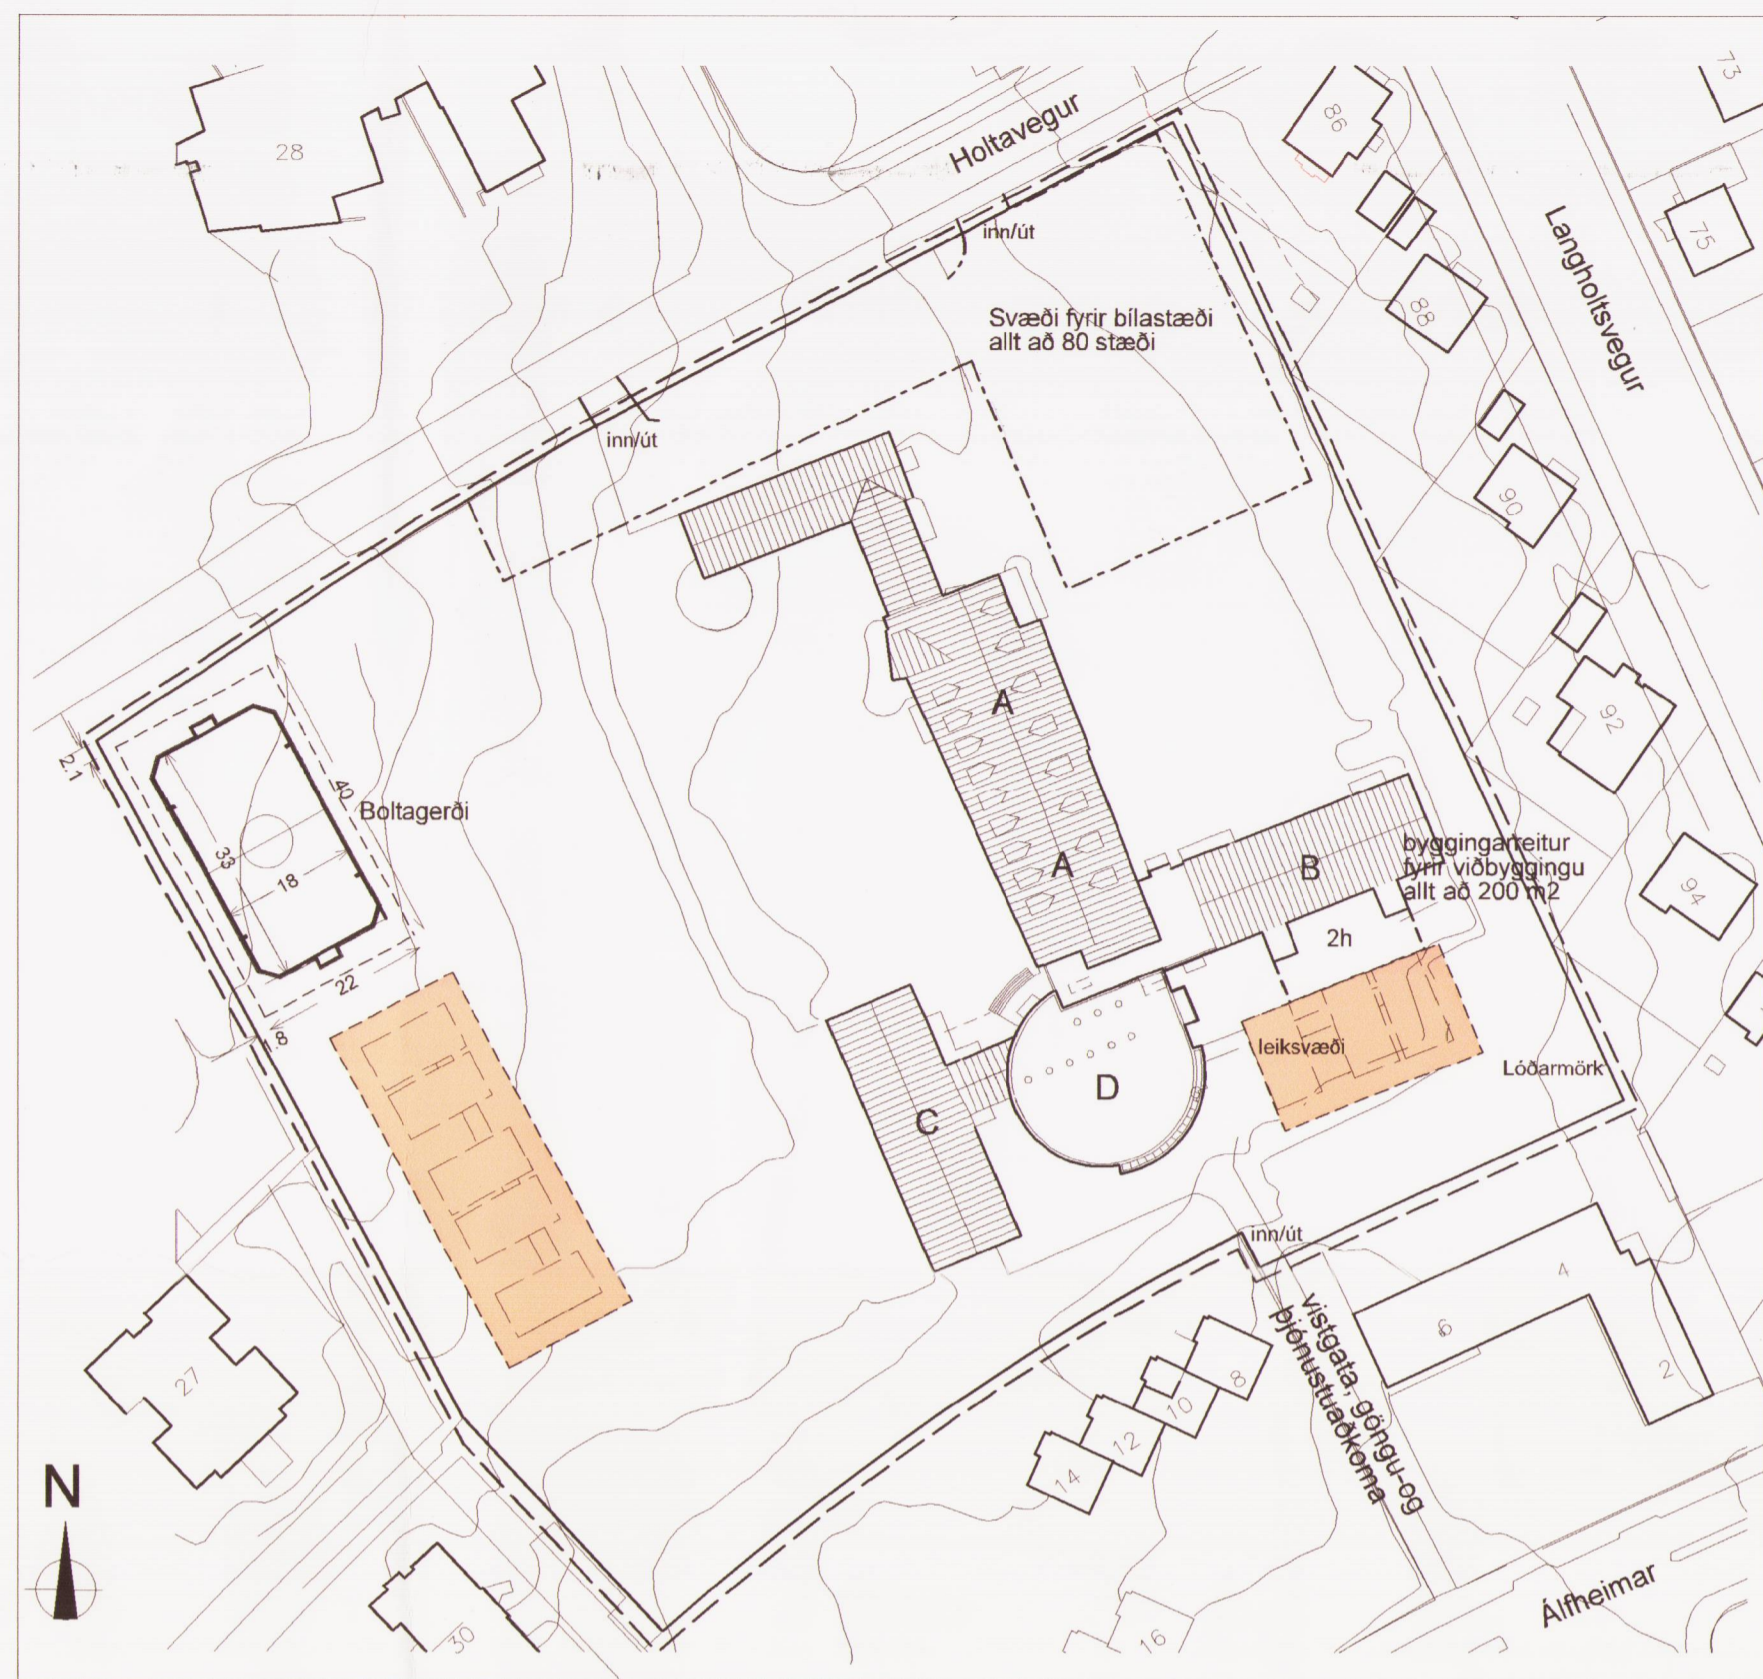 73
28
86
Holtavegur
75
Langholtsvegur
inn/út
88
Svæði fyrir bílastæði
allt að 80 stæði
inn/út
90
A
92
2.1
40
Boltagerði
33
18
A
B
byggingarreitur
fyrir viðbyggingu
allt að 200 m2
94
2h
22
1.8
leiksvæði
Lóðarmörk
D
C
inn/út
4
6
2
27
8
10
12
14
vistgata, göngu-og
þjónustuaðkoma
N
Álfheimar
30
16